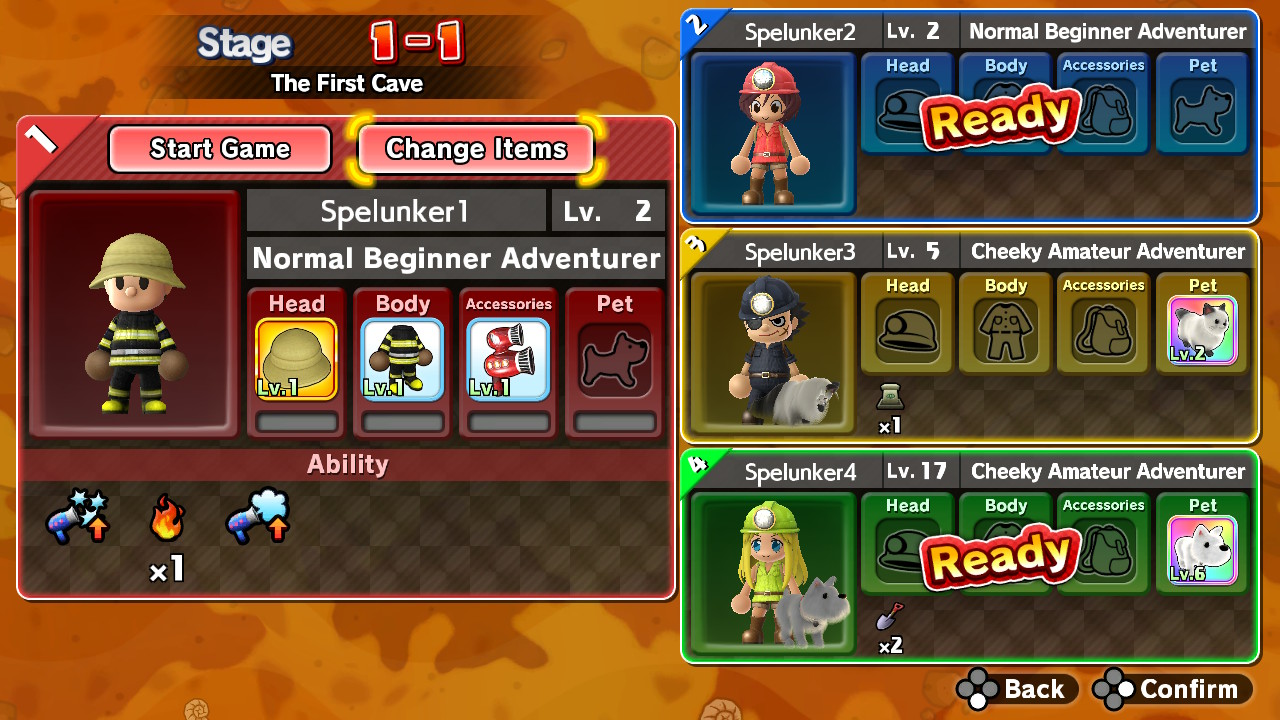 Stage 1-1
The First Cave
1
Start Game
Change Items
Spelunker1
Lv. 2
Normal Beginner Adventurer
Head
Body
Accessories
Pet
Lv.1
Lv.1
Lv.1
Ability
×1
2
Spelunker2
Lv. 2
Normal Beginner Adventurer
Head
Body
Accessories
Pet
Ready
3
Spelunker3
Lv. 5
Cheeky Amateur Adventurer
Head
Body
Accessories
Pet
Lv.2
×1
4
Spelunker4
Lv. 17
Cheeky Amateur Adventurer
Head
Body
Accessories
Pet
Ready
Lv.6
×2
Back
Confirm